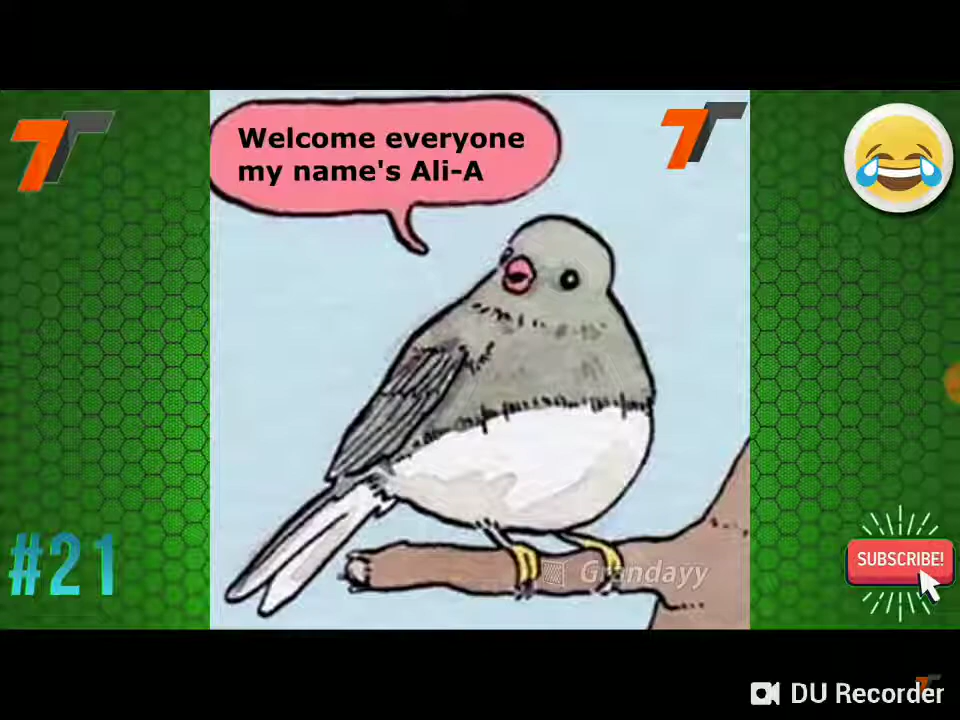 Welcome everyone
my name's Ali-A
#21
SUBSCRIBE!
Grandayy
DU Recorder